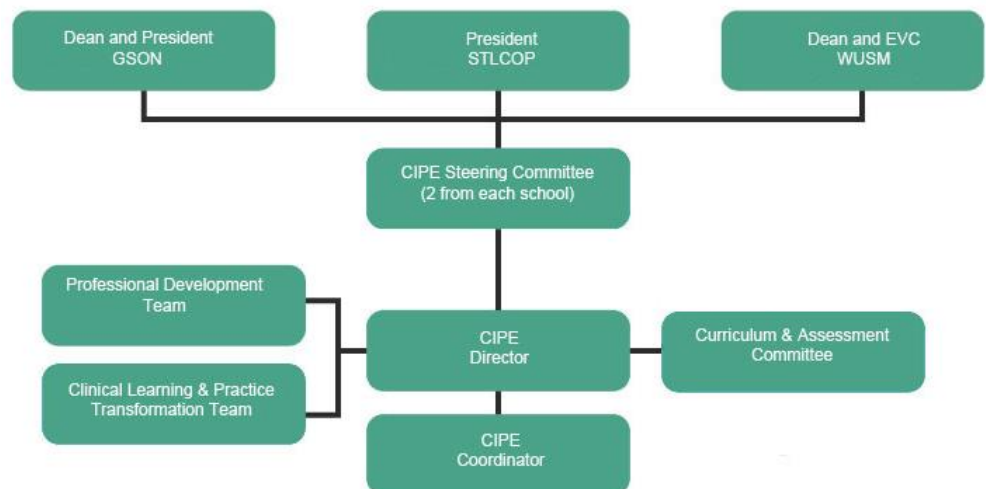 Dean and President
GSON
President
STLCOP
Dean and EVC
WUSM
CIPE Steering Committee
(2 from each school)
Professional Development
Team
CIPE
Director
Curriculum & Assessment
Committee
Clinical Learning & Practice
Transformation Team
CIPE
Coordinator